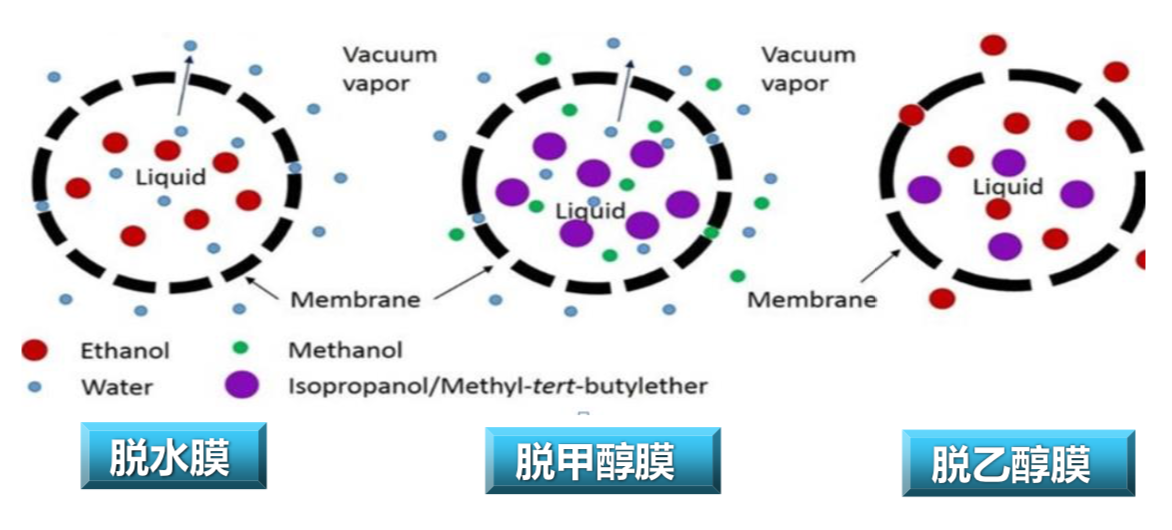 Vacuum
vapor
Vacuum
vapor
Liquid
Liquid
Liquid
Membrane
Membrane
Ethanol
Methanol
Water
Isopropanol/Methyl-tert-butylether
脱水膜
脱甲醇膜
脱乙醇膜